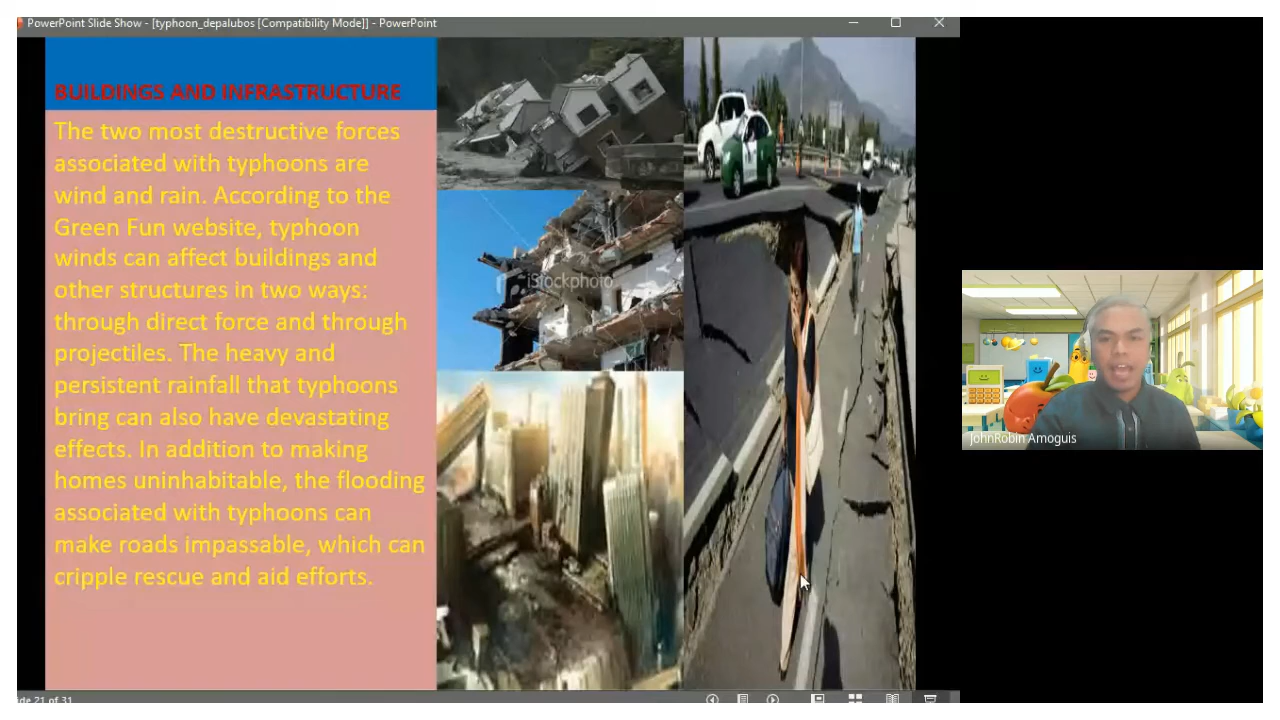 PowerPoint Slide Show - [typhoon_depalubos [Compatibility Mode]] - PowerPoint
BUILDINGS AND INFRASTRUCTURE
The two most destructive forces
associated with typhoons are
wind and rain. According to the
Green Fun website, typhoon
winds can affect buildings and
other structures in two ways:
through direct force and through
projectiles. The heavy and
persistent rainfall that typhoons
bring can also have devastating
effects. In addition to making
homes uninhabitable, the flooding
associated with typhoons can
make roads impassable, which can
cripple rescue and aid efforts.
iStockphoto
JohnRobin Amoguis
ide 21 of 31